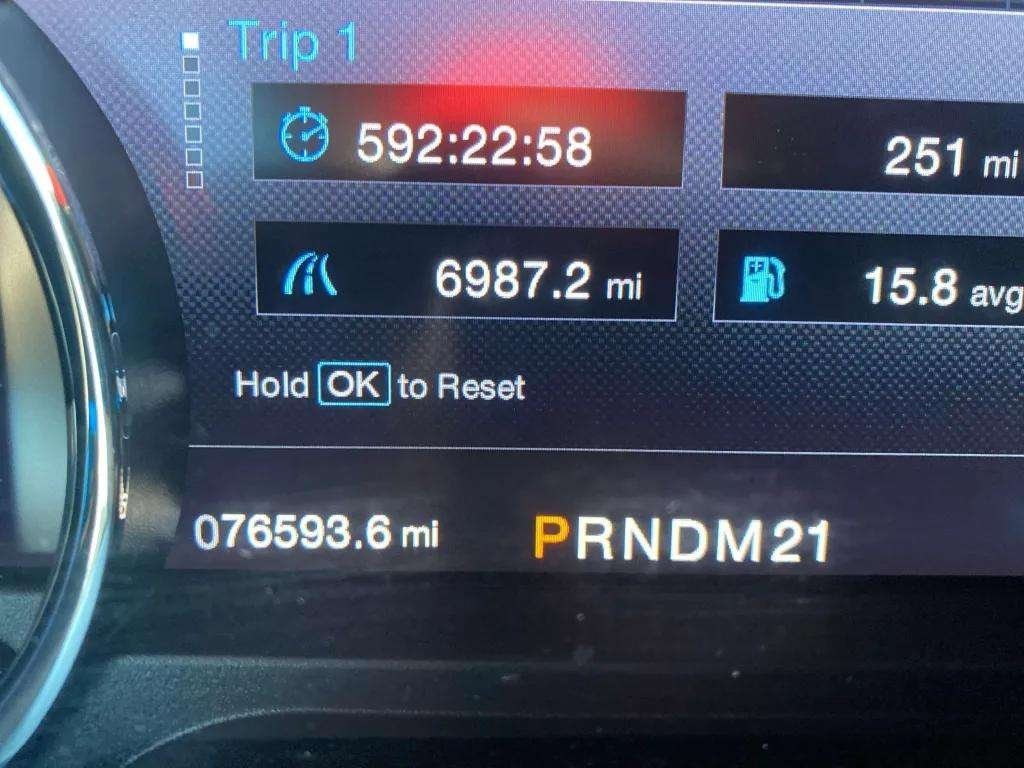 Trip 1
592:22:58
251 mi
6987.2 mi
15.8 avg
Hold OK to Reset
076593.6 mi
PRNDM21